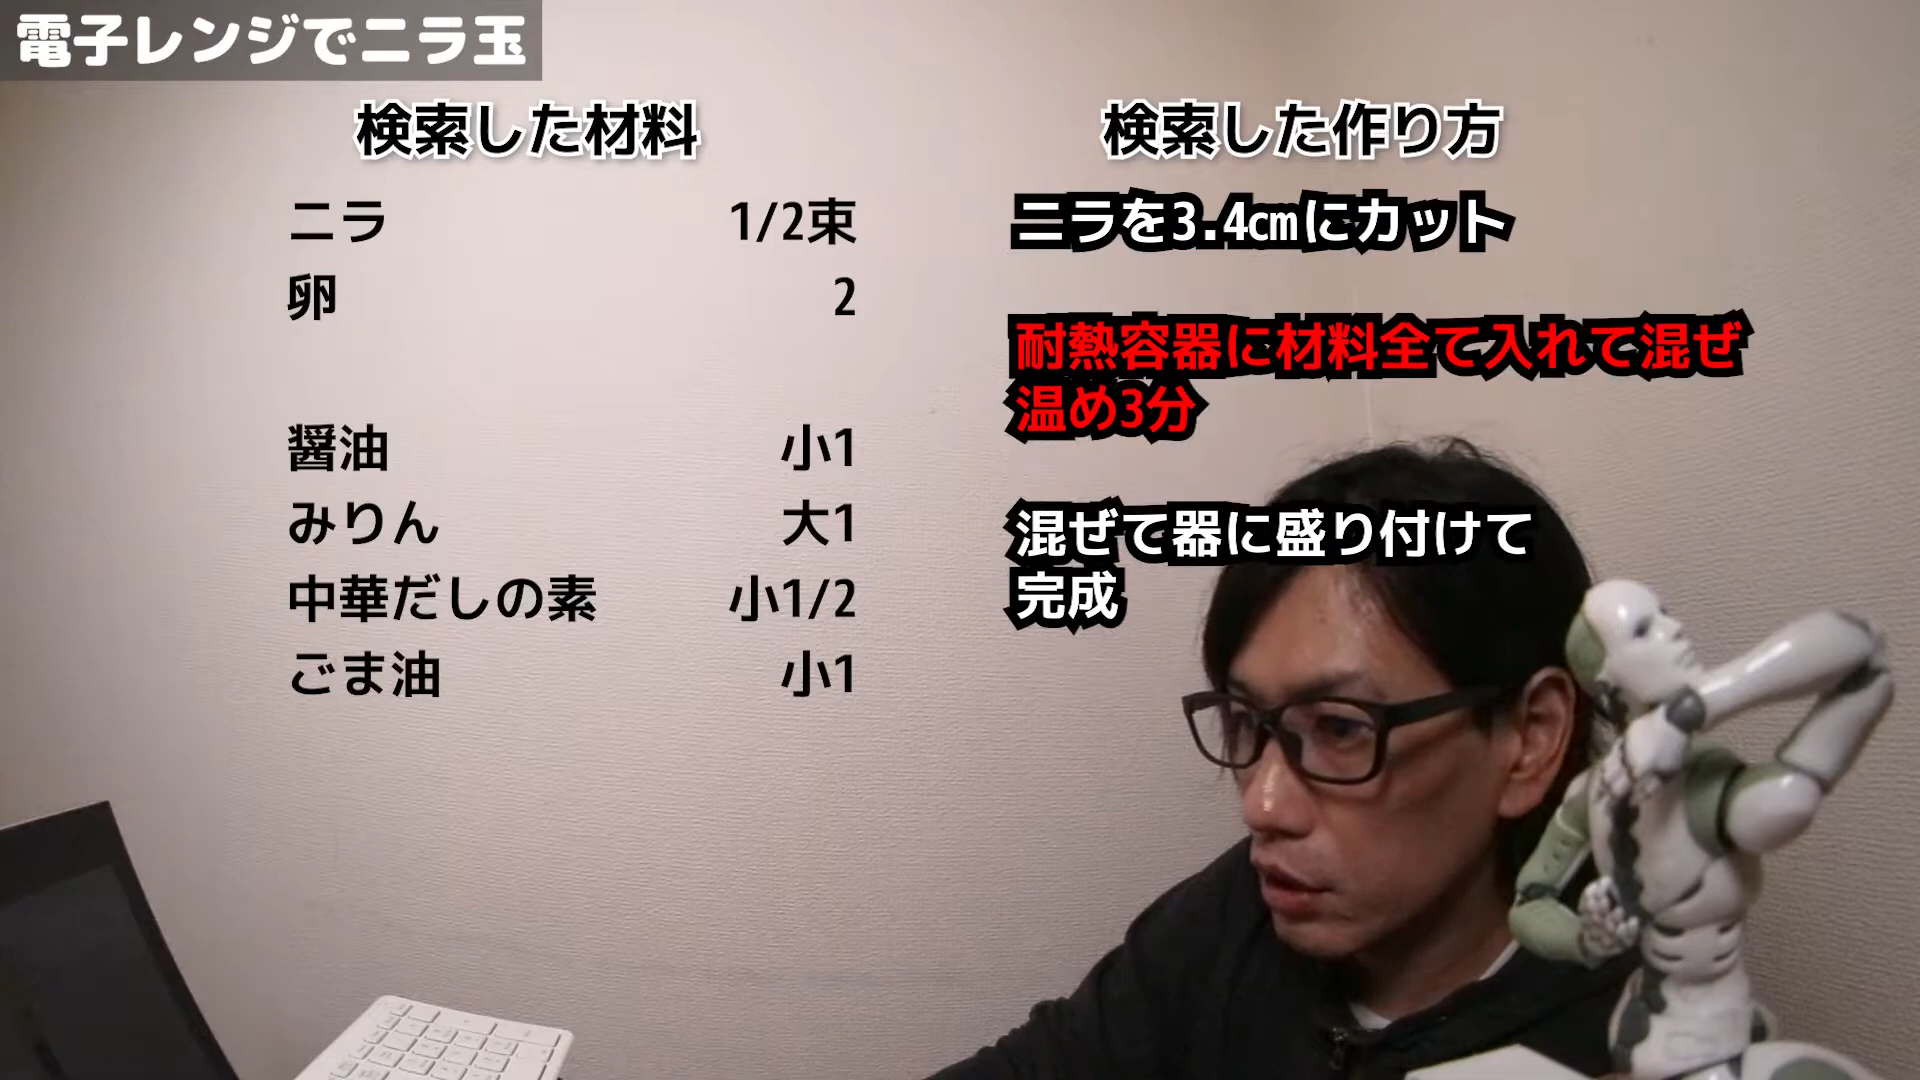 電子レンジでニラ玉
検索した材料
ニラ 1/2束
卵 2
醤油 小1
みりん 大1
中華だしの素 小1/2
ごま油 小1
検索した作り方
ニラを3.4㎝にカット
耐熱容器に材料全て入れて混ぜ
温め3分
混ぜて器に盛り付けて
完成